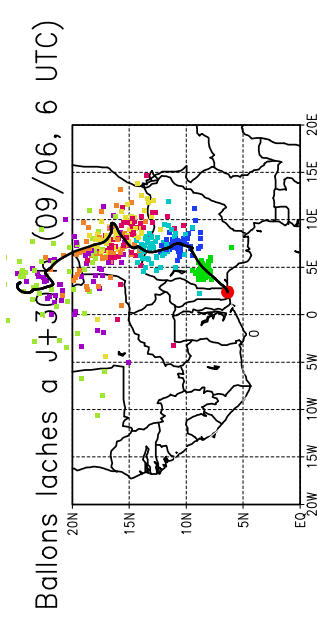 Ballons laches a J+30 (09/06, 6 UTC)
20N
15N
10N
5N
EQ
20W
15W
10W
5W
0
5E
10E
15E
20E
0